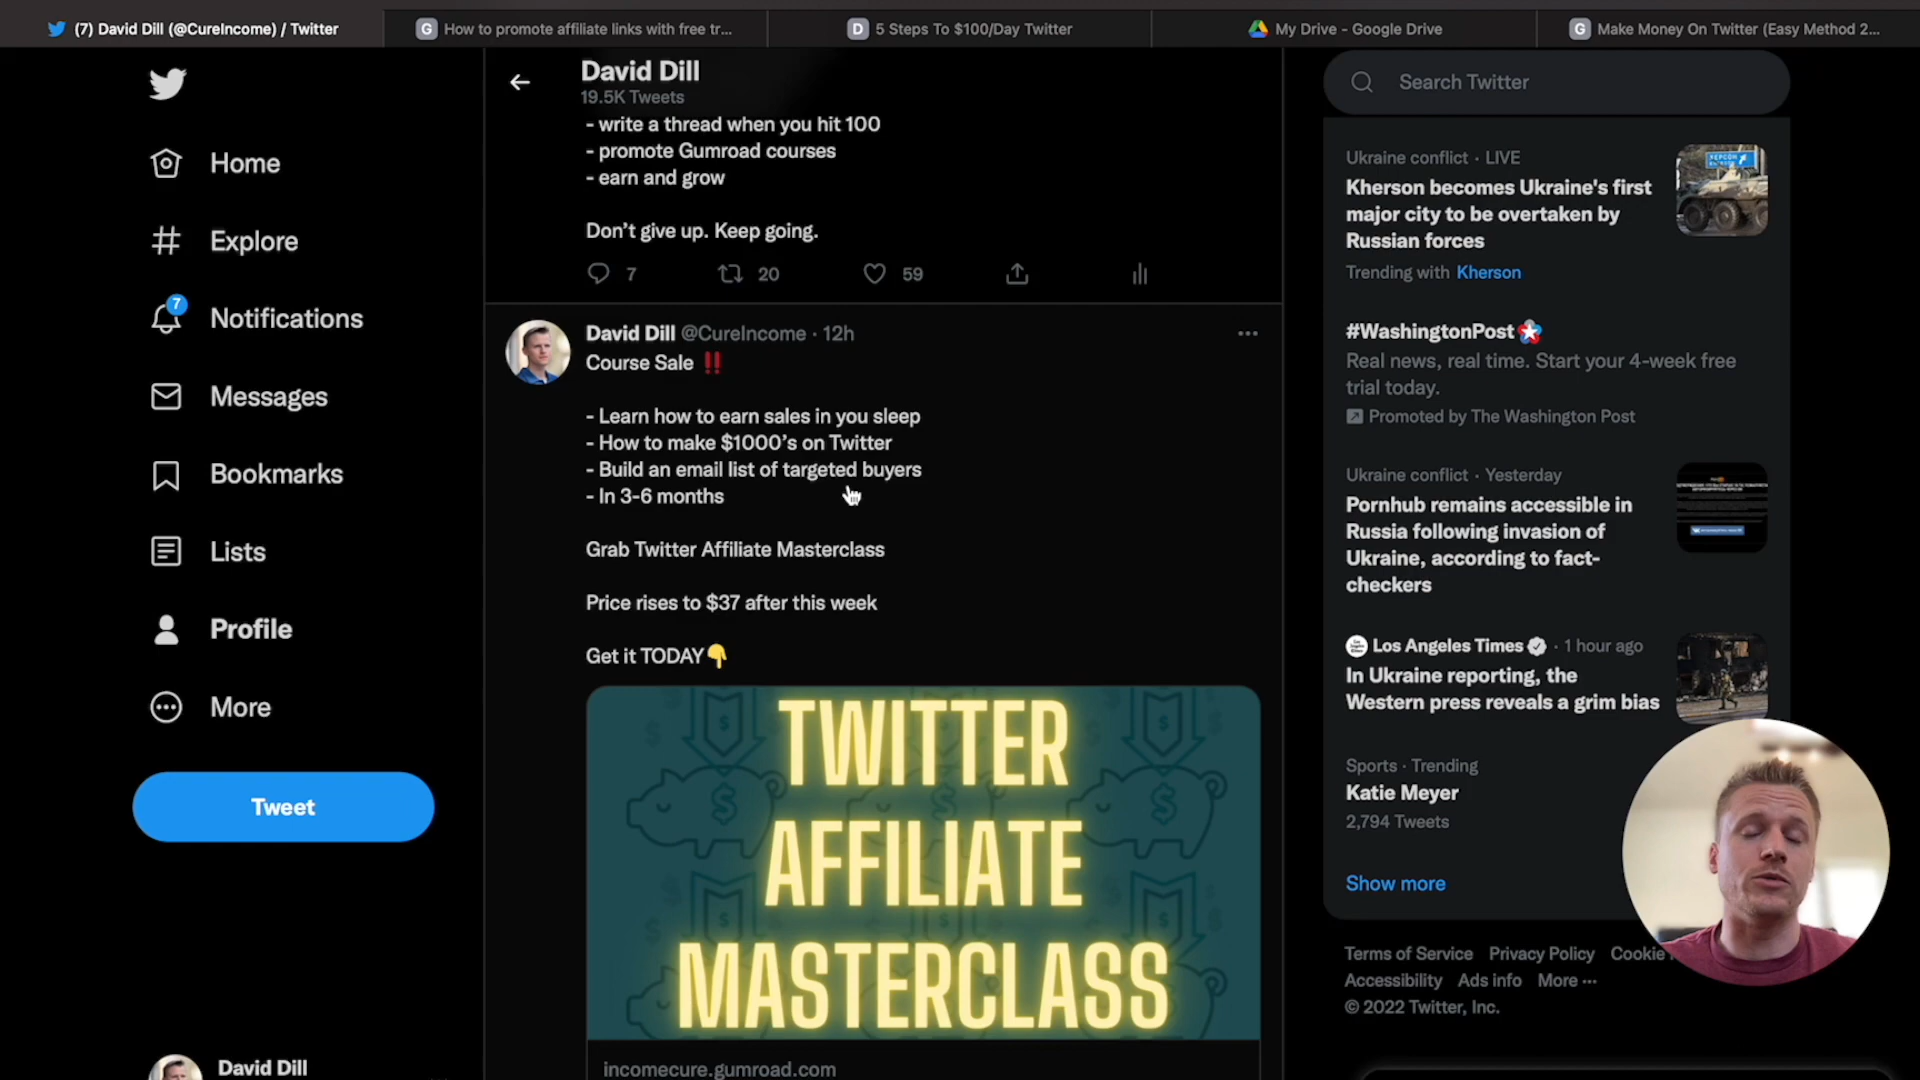 (7) David Dill (@CureIncome) / Twitter
How to promote affiliate links with free tr...
5 Steps To $100/Day Twitter
My Drive - Google Drive
Make Money On Twitter (Easy Method 2...
Home
Explore
7
Notifications
Messages
Bookmarks
Lists
Profile
More
Tweet
David Dill
David Dill
19.5K Tweets
- write a thread when you hit 100
- promote Gumroad courses
- earn and grow
Don't give up. Keep going.
7 20 59
David Dill @CureIncome · 12h
Course Sale ‼️
- Learn how to earn sales in you sleep
- How to make $1000's on Twitter
- Build an email list of targeted buyers
- In 3-6 months
Grab Twitter Affiliate Masterclass
Price rises to $37 after this week
Get it TODAY👇
TWITTER
AFFILIATE
MASTERCLASS
incomecure.gumroad.com
Search Twitter
Ukraine conflict · LIVE
Kherson becomes Ukraine's first
major city to be overtaken by
Russian forces
Trending with Kherson
#WashingtonPost
Real news, real time. Start your 4-week free
trial today.
Promoted by The Washington Post
Ukraine conflict · Yesterday
Pornhub remains accessible in
Russia following invasion of
Ukraine, according to fact-
checkers
Los Angeles Times · 1 hour ago
In Ukraine reporting, the
Western press reveals a grim bias
Sports · Trending
Katie Meyer
2,794 Tweets
Show more
Terms of Service Privacy Policy Cookie
Accessibility Ads info More ···
© 2022 Twitter, Inc.